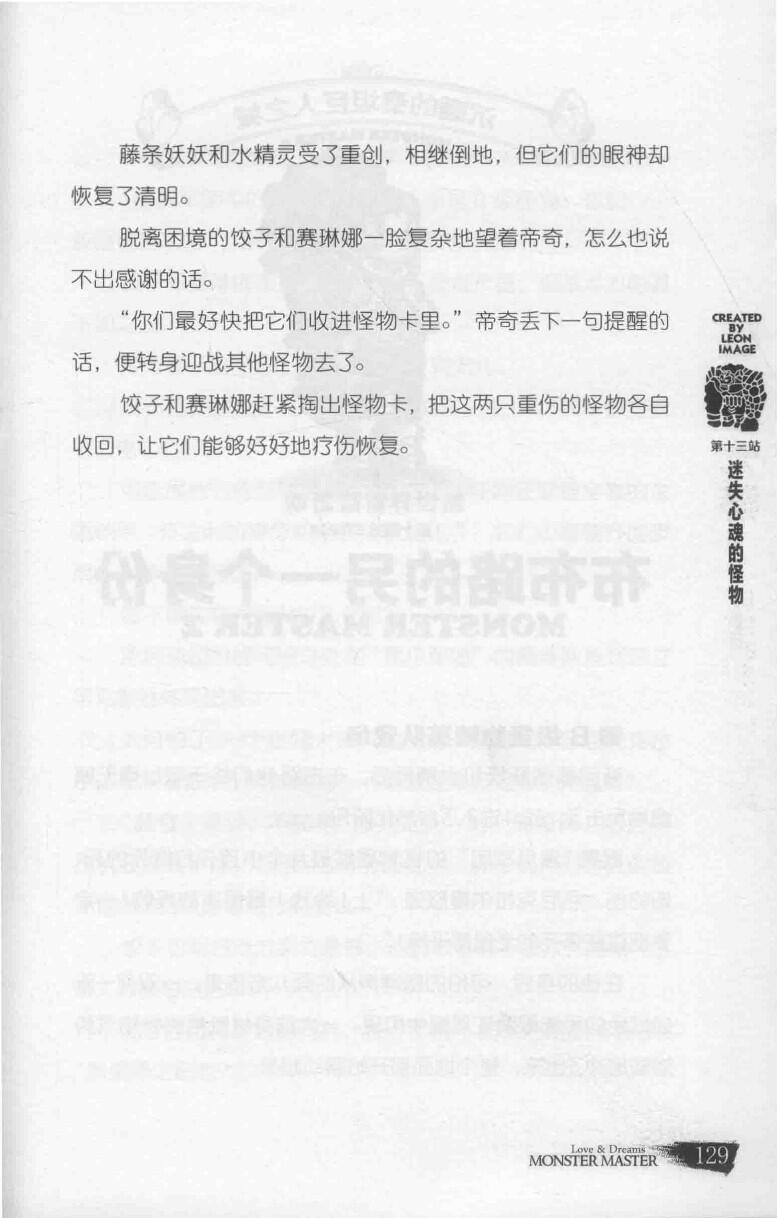 藤条妖妖和水精灵受了重创，相继倒地，但它们的眼神却
恢复了清明。
脱离困境的饺子和赛琳娜一脸复杂地望着帝奇，怎么也说
不出感谢的话。
“你们最好快把它们收进怪物卡里。”帝奇丢下一句提醒的
话，便转身迎战其他怪物去了。
饺子和赛琳娜赶紧掏出怪物卡，把这两只重伤的怪物各自
收回，让它们能够好好地疗伤恢复。
CREATED
BY
LEON
IMAGE
第十三站
迷失心魂的怪物
Love & Dreams
MONSTER MASTER
129